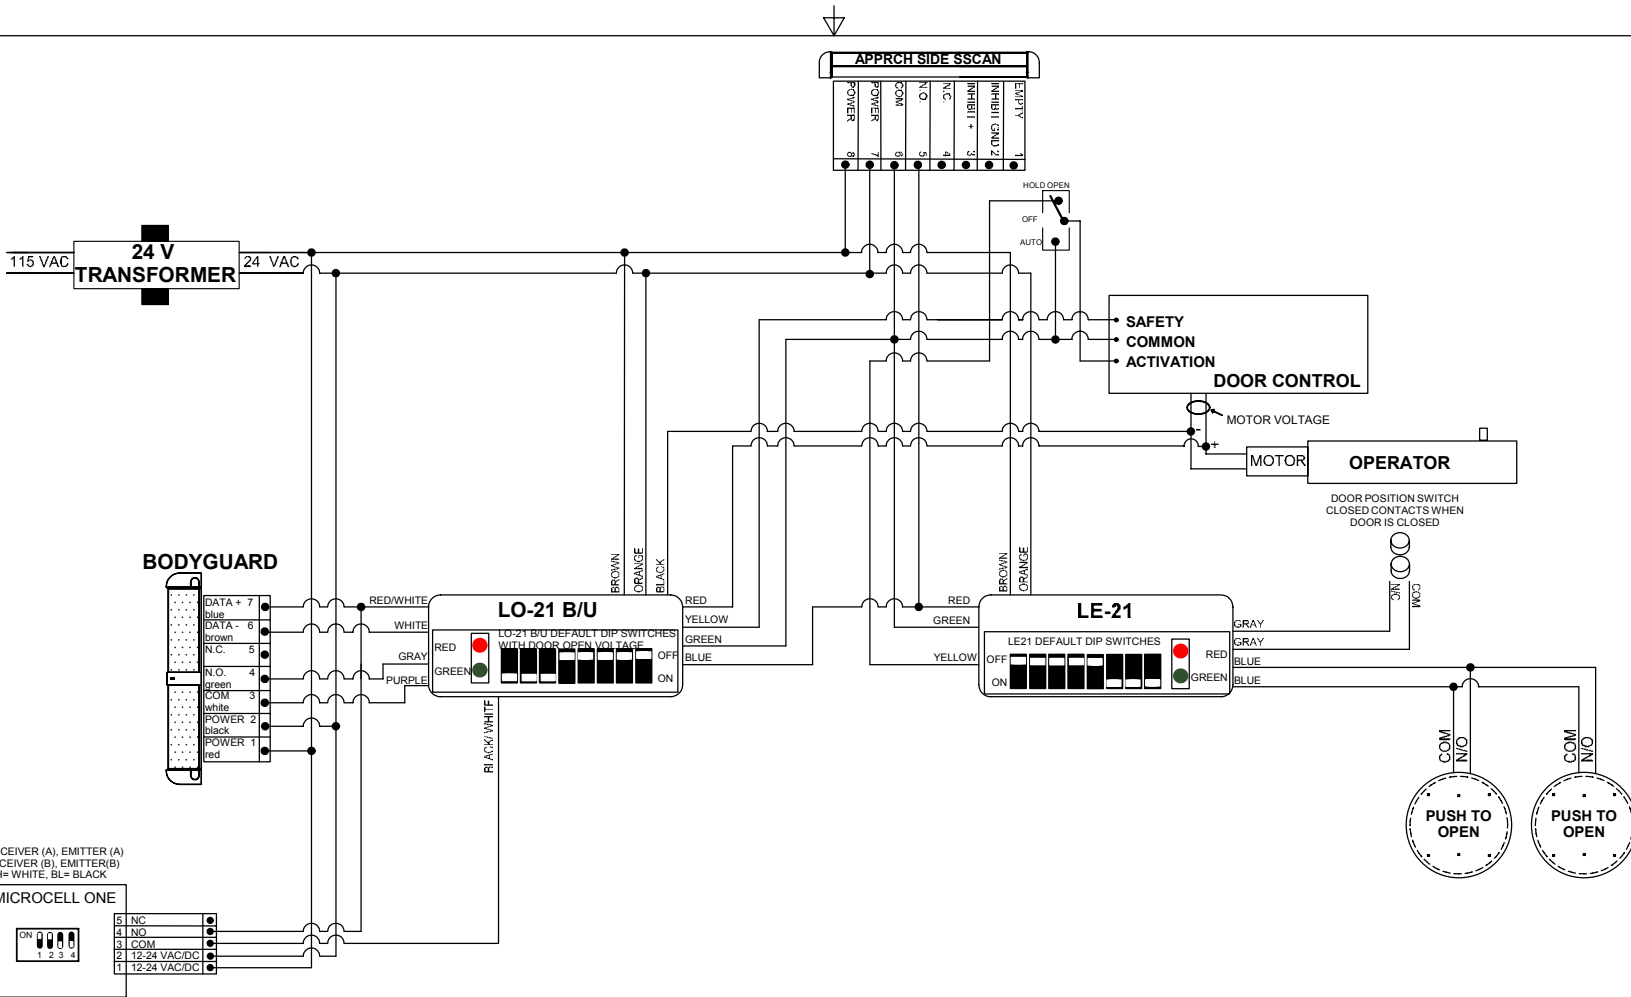 APPRCH SIDE SSCAN
POWER 8
POWER 7
COM 6
N.O. 5
N.C. 4
INHIBIT + 3
INHIBIT GND 2
EMPTY 1
HOLD OPEN
OFF
AUTO
115 VAC
24 V
TRANSFORMER
24 VAC
SAFETY
COMMON
ACTIVATION
DOOR CONTROL
MOTOR VOLTAGE
-
+
MOTOR
OPERATOR
DOOR POSITION SWITCH
CLOSED CONTACTS WHEN
DOOR IS CLOSED
N/C
COM
BODYGUARD
DATA + 7
blue
DATA - 6
brown
N.C. 5
N.O. 4
green
COM 3
white
POWER 2
black
POWER 1
red
RED/WHITE
WHITE
GRAY
PURPLE
BROWN
ORANGE
BLACK
LO-21 B/U
LO-21 B/U DEFAULT DIP SWITCHES
WITH DOOR OPEN VOLTAGE
RED
GREEN
OFF
ON
RED
YELLOW
GREEN
BLUE
BLACK/ WHITE
BROWN
ORANGE
RED
GREEN
YELLOW
LE-21
LE21 DEFAULT DIP SWITCHES
OFF
ON
RED
GREEN
GRAY
GRAY
BLUE
BLUE
COM
N/O
COM
N/O
PUSH TO
OPEN
PUSH TO
OPEN
CEIVER (A), EMITTER (A)
CEIVER (B), EMITTER(B)
H= WHITE, BL= BLACK
MICROCELL ONE
ON
1 2 3 4
5 NC
4 NO
3 COM
2 12-24 VAC/DC
1 12-24 VAC/DC